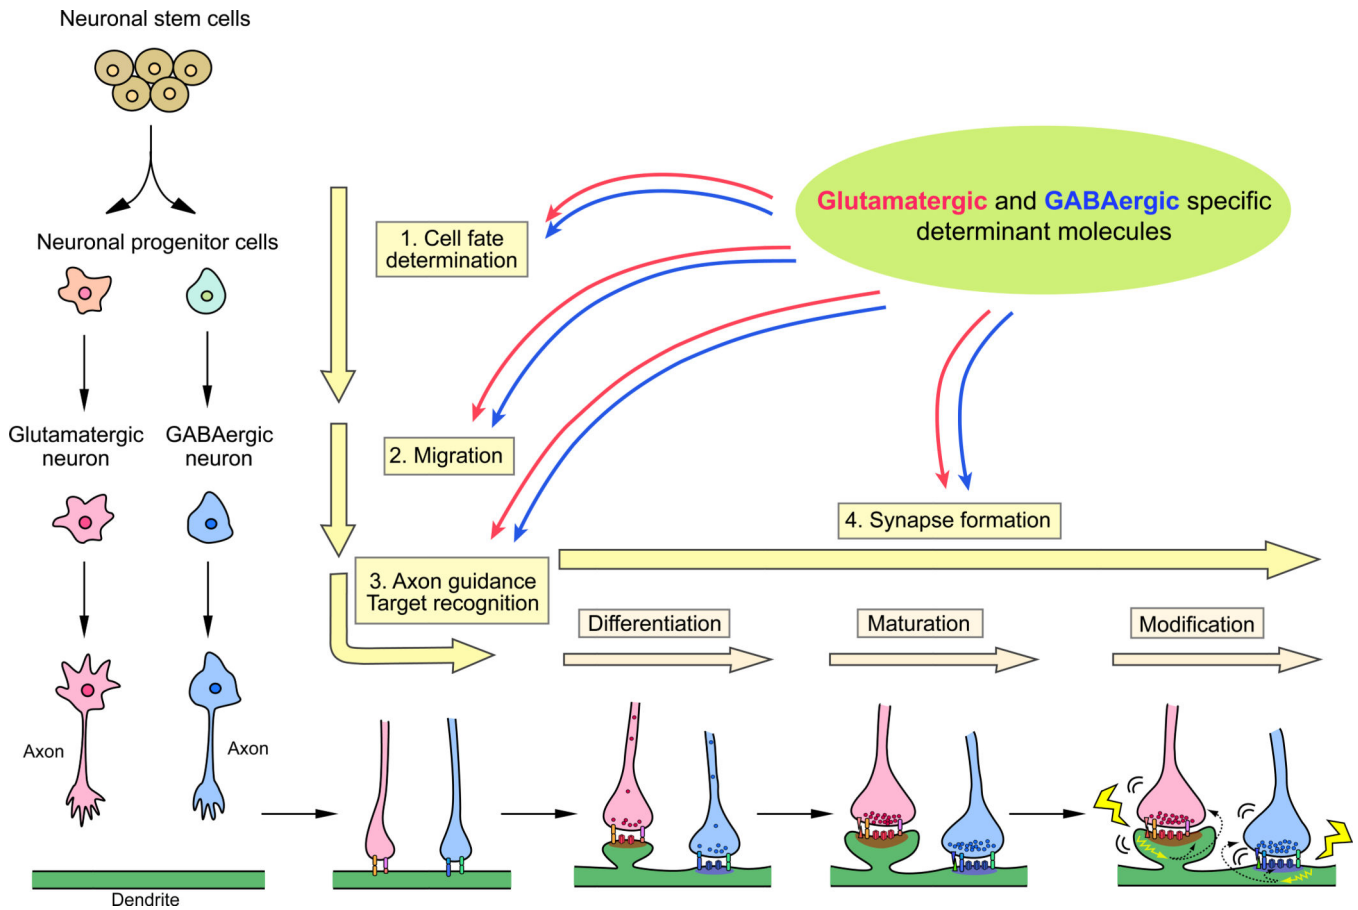 Neuronal stem cells
Neuronal progenitor cells
Glutamatergic
neuron
GABAergic
neuron
Axon
Axon
Dendrite
1. Cell fate
determination
2. Migration
3. Axon guidance
Target recognition
Glutamatergic and GABAergic specific
determinant molecules
4. Synapse formation
Differentiation
Maturation
Modification